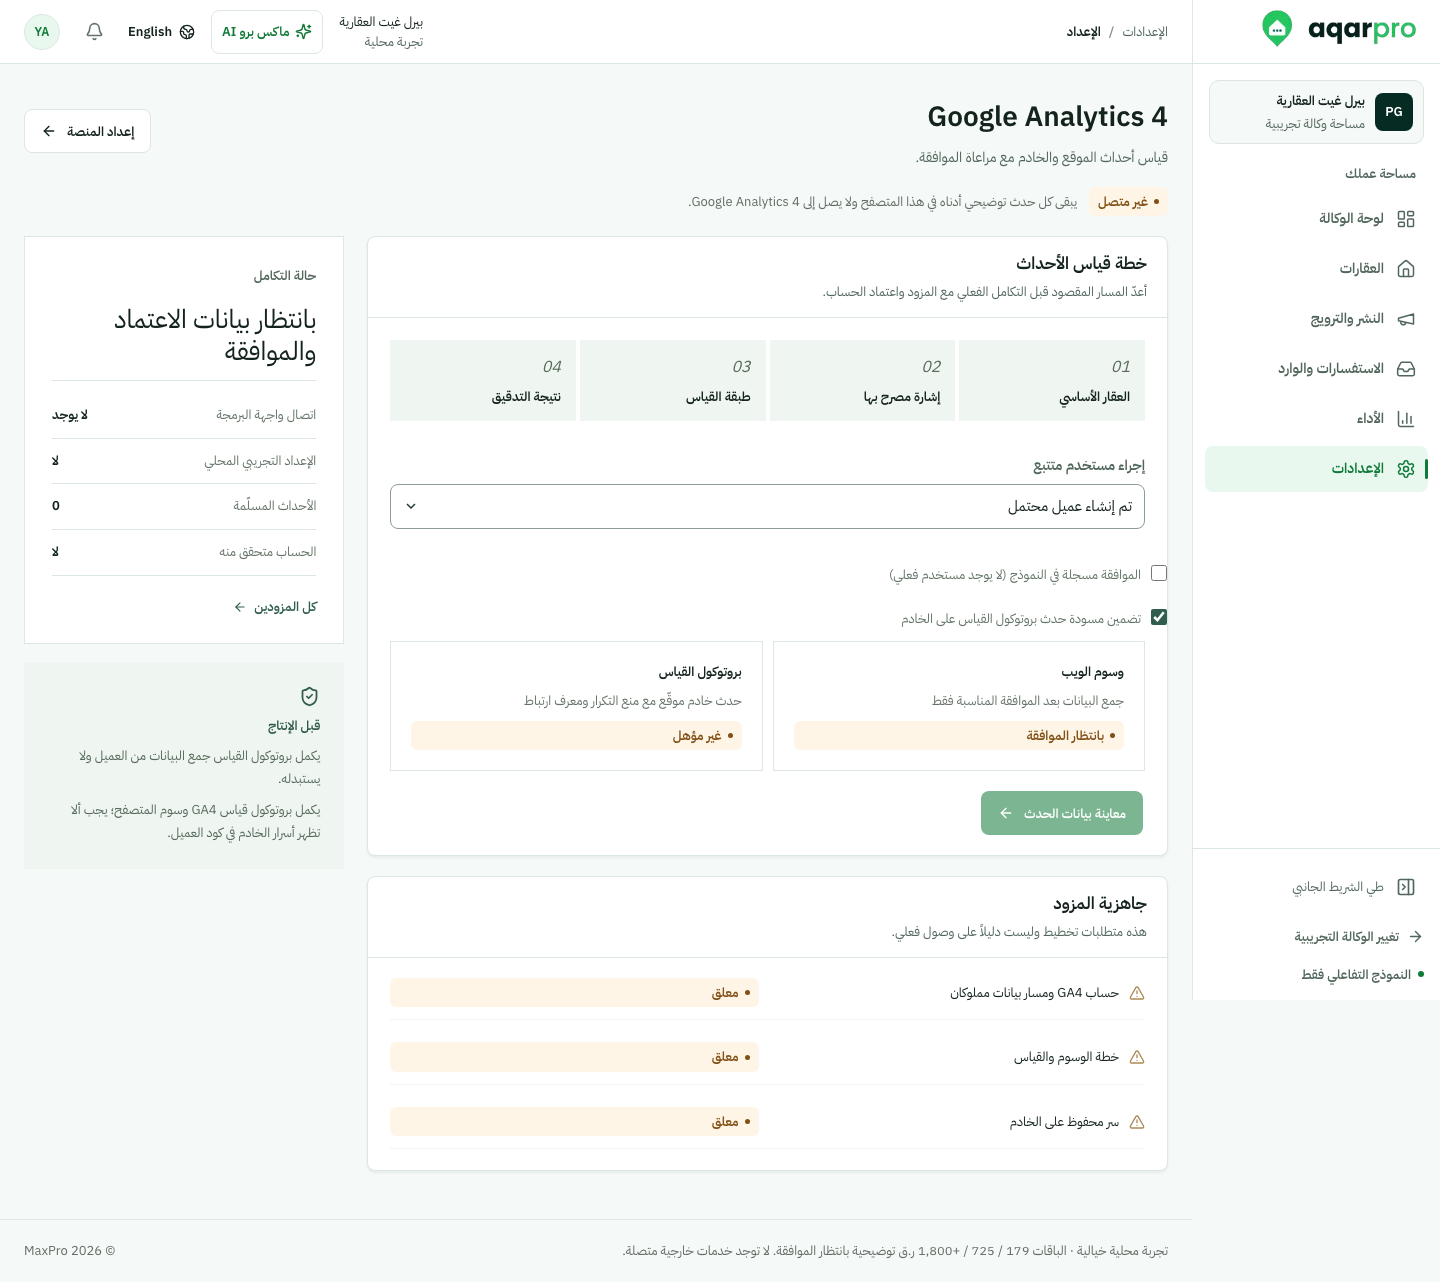 aqarpro
PG
بيرل غيت العقارية
مساحة وكالة تجريبية
مساحة عملك
لوحة الوكالة
العقارات
النشر والترويج
الاستفسارات والوارد
الأداء
الإعدادات
طي الشريط الجانبي
تغيير الوكالة التجريبية
النموذج التفاعلي فقط
الإعدادات / الإعداد
بيرل غيت العقارية
تجربة محلية
ماكس برو AI
English
YA
Google Analytics 4
قياس أحداث الموقع والخادم مع مراعاة الموافقة.
إعداد المنصة
غير متصل
يبقى كل حدث توضيحي أدناه في هذا المتصفح ولا يصل إلى Google Analytics 4.
خطة قياس الأحداث
أعدّ المسار المقصود قبل التكامل الفعلي مع المزود واعتماد الحساب.
01
العقار الأساسي
02
إشارة مصرح بها
03
طبقة القياس
04
نتيجة التدقيق
إجراء مستخدم متتبع
تم إنشاء عميل محتمل
الموافقة مسجلة في النموذج (لا يوجد مستخدم فعلي)
تضمين مسودة حدث بروتوكول القياس على الخادم
وسوم الويب
جمع البيانات بعد الموافقة المناسبة فقط
بانتظار الموافقة
بروتوكول القياس
حدث خادم موقّع مع منع التكرار ومعرف ارتباط
غير مؤهل
معاينة بيانات الحدث
جاهزية المزود
هذه متطلبات تخطيط وليست دليلاً على وصول فعلي.
حساب GA4 ومسار بيانات مملوكان
معلق
خطة الوسوم والقياس
معلق
سر محفوظ على الخادم
معلق
حالة التكامل
بانتظار بيانات الاعتماد
والموافقة
اتصال واجهة البرمجة
لا يوجد
الإعداد التجريبي المحلي
لا
الأحداث المسلّمة
0
الحساب متحقق منه
لا
كل المزودين
قبل الإنتاج
يكمل بروتوكول القياس جمع البيانات من العميل ولا
يستبدله.
يكمل بروتوكول قياس GA4 وسوم المتصفح؛ يجب ألا
تظهر أسرار الخادم في كود العميل.
تجربة محلية خيالية · الباقات 179 / 725 / +1,800 ر.ق توضيحية بانتظار الموافقة. لا توجد خدمات خارجية متصلة.
© 2026 MaxPro